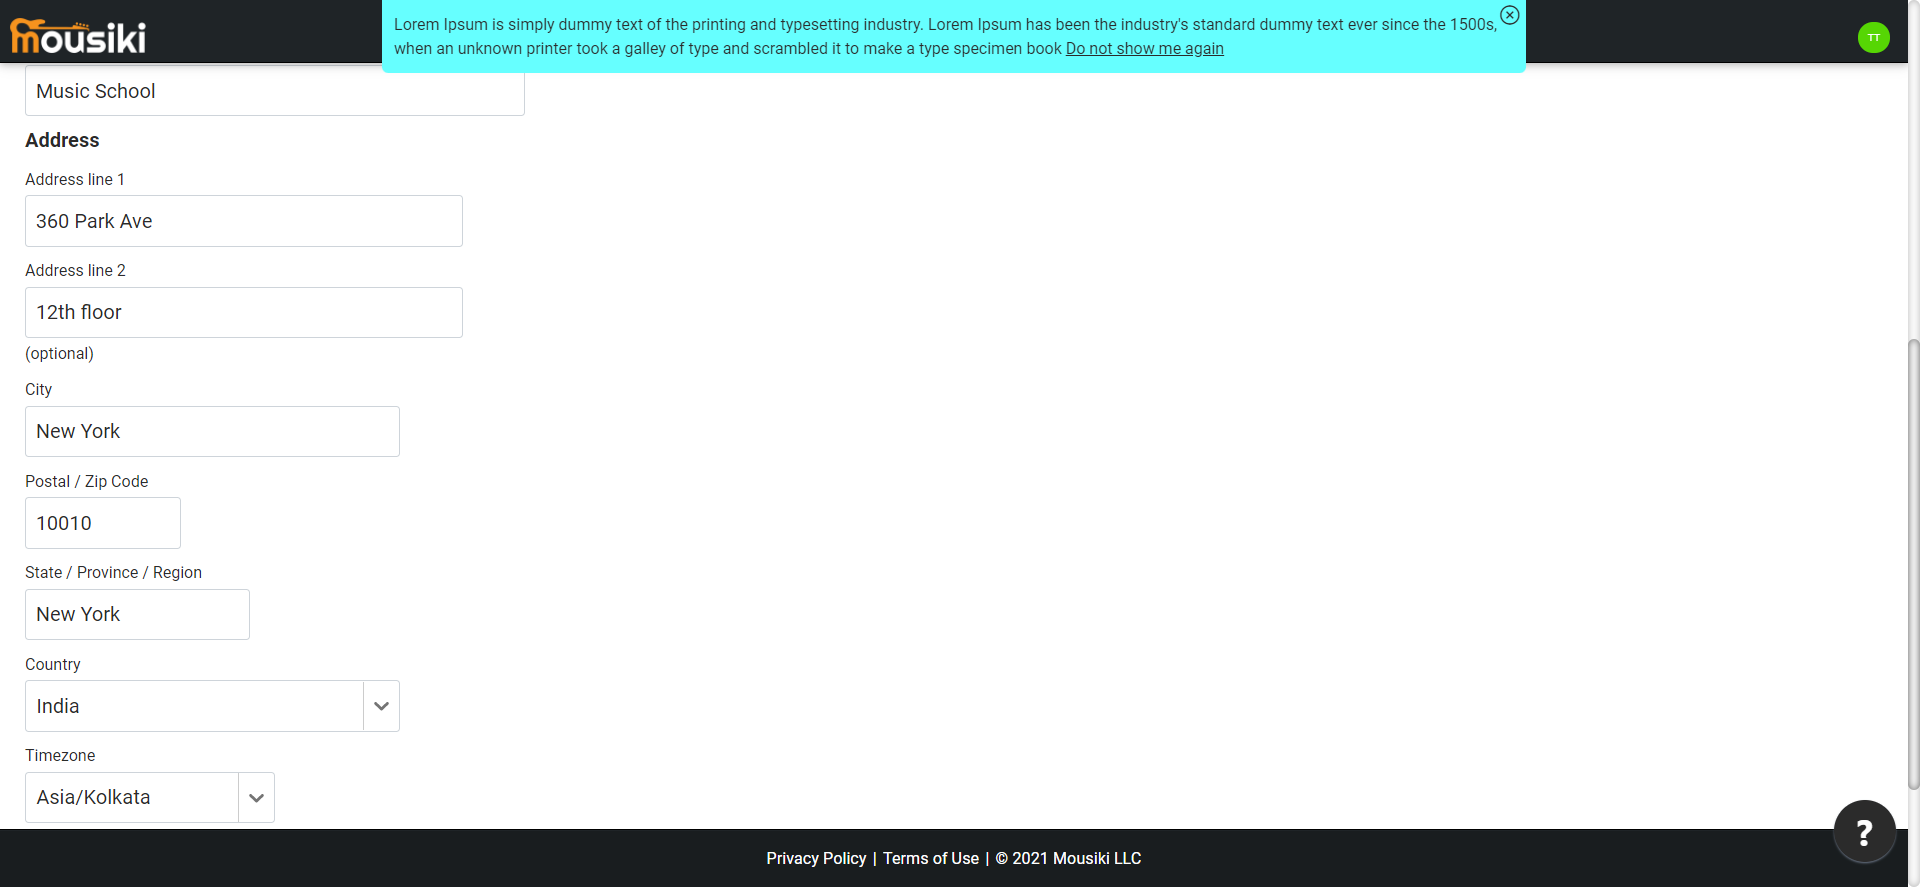 mousiki
Lorem Ipsum is simply dummy text of the printing and typesetting industry. Lorem Ipsum has been the industry's standard dummy text ever since the 1500s,
when an unknown printer took a galley of type and scrambled it to make a type specimen book Do not show me again
TT
Music School
Address
Address line 1
360 Park Ave
Address line 2
12th floor
(optional)
City
New York
Postal / Zip Code
10010
State / Province / Region
New York
Country
India
Timezone
Asia/Kolkata
?
Privacy Policy | Terms of Use | © 2021 Mousiki LLC